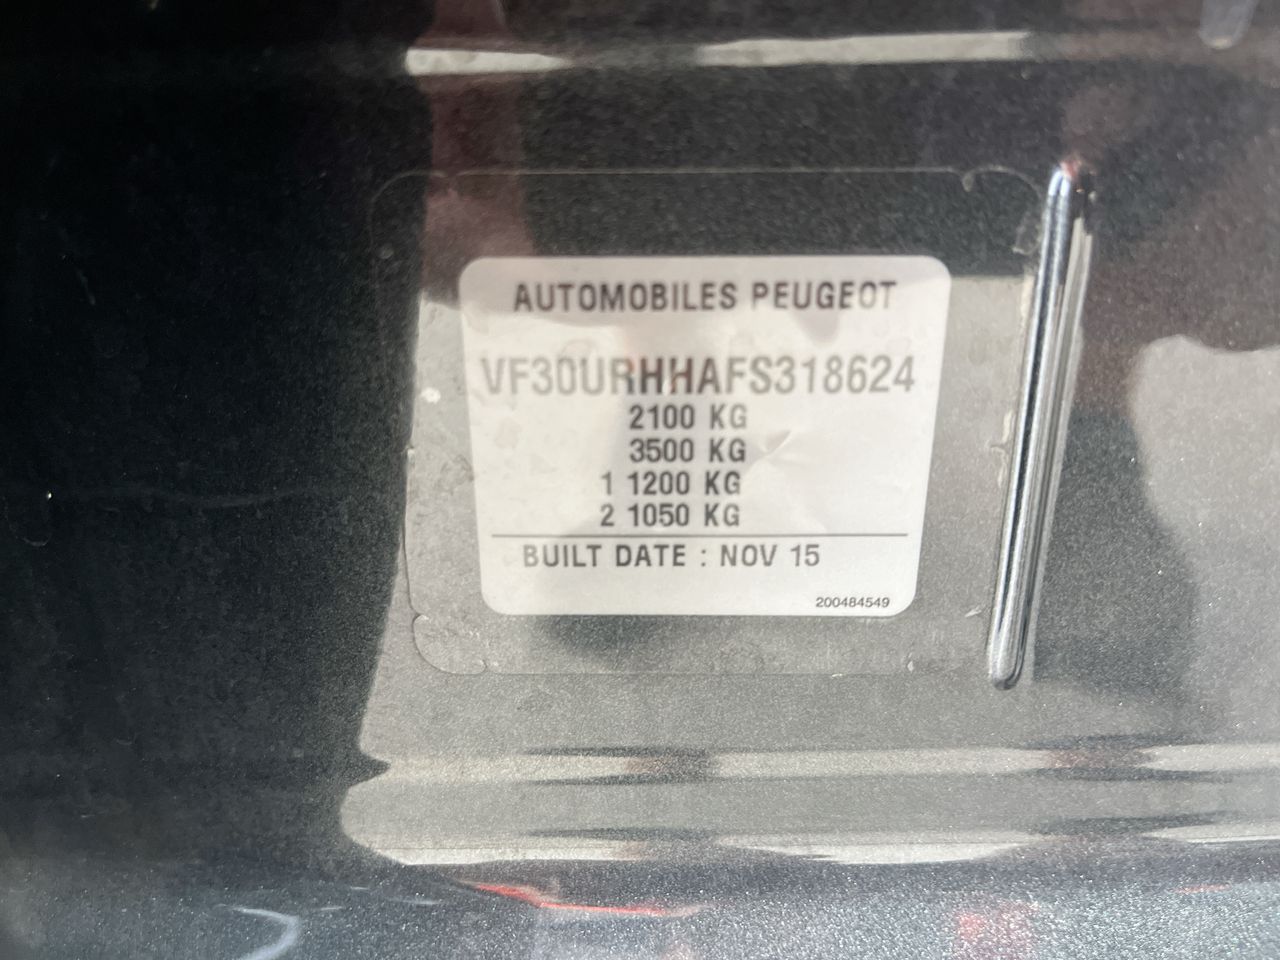 AUTOMOBILES PEUGEOT
VF30URHHAFS318624
2100 KG
3500 KG
1 1200 KG
2 1050 KG
BUILT DATE : NOV 15
200484549